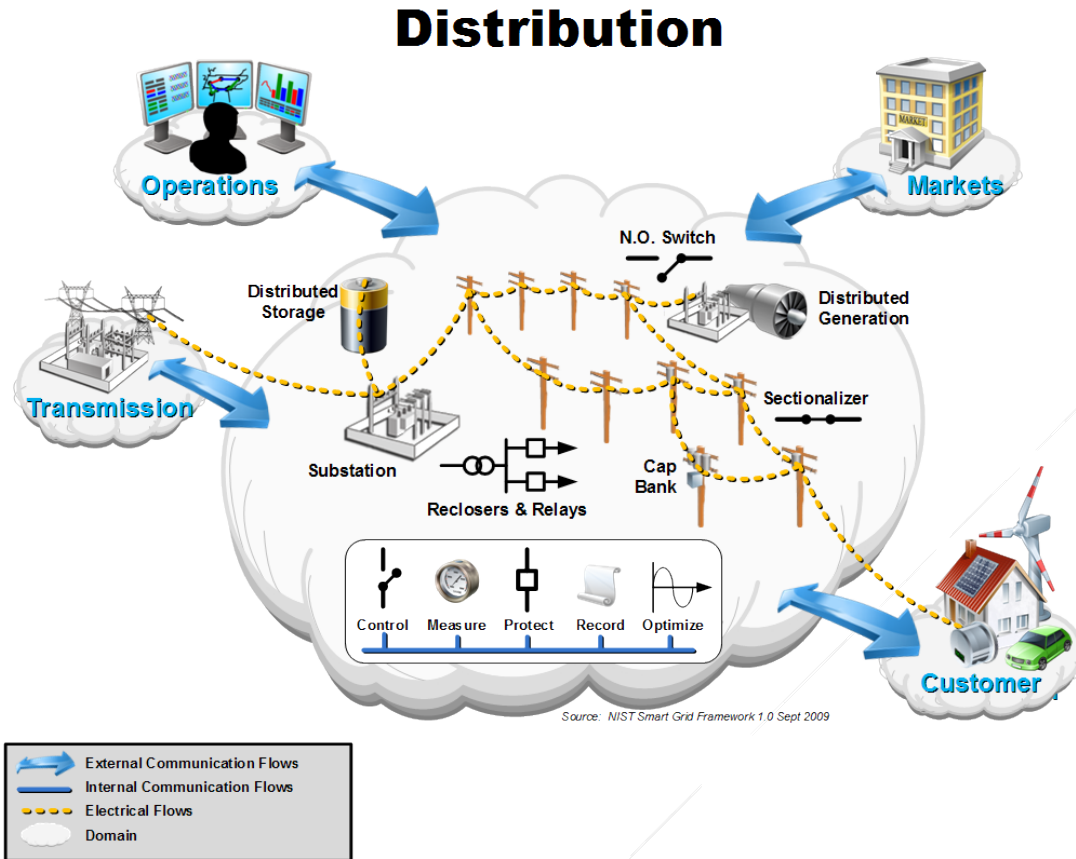 Distribution
Operations
MARKET
Markets
N.O. Switch
Distributed
Storage
Distributed
Generation
Transmission
Sectionalizer
Substation
Cap
Bank
Reclosers & Relays
Control Measure Protect Record Optimize
Customer
Source: NIST Smart Grid Framework 1.0 Sept 2009
External Communication Flows
Internal Communication Flows
Electrical Flows
Domain